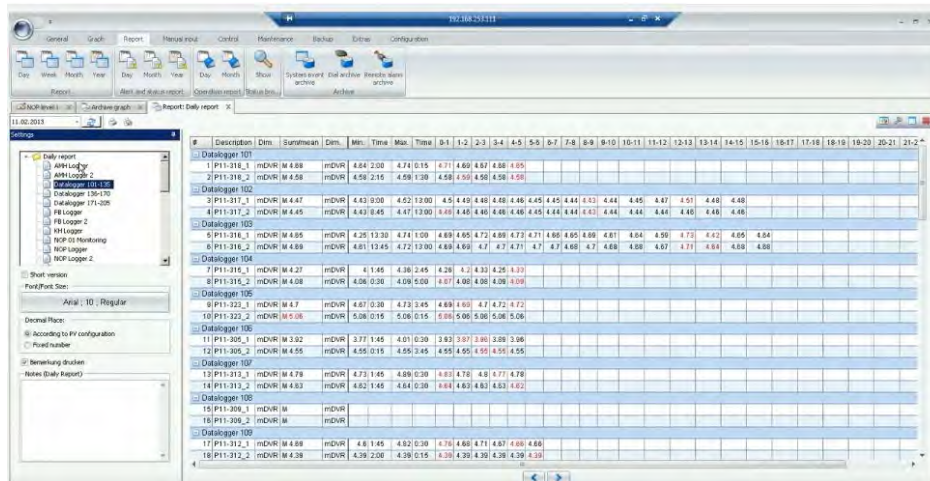 192.168.253.111
General Graph Report Manual input Control Maintenance Backup Extras Configuration
Day Week Month Year Day Month Year Day Month Show System event archive Dial archive Remote alarm archive
Report... Alert and status report Operation report Status box... Archive
NOP level I Archive graph Report: Daily report
11.02.2013
Settings
Daily report
AMH Logger
AMH Logger 2
Datalogger 101-135
Datalogger 136-170
Datalogger 171-205
FB Logger
FB Logger 2
KH Logger
NOP 01 Monitoring
NOP Logger
NOP Logger 2
Short version
Font/Font Size:
Arial ; 10 ; Regular
Decimal Place:
According to PV configuration
Fixed number
Bemerkung drucken
Notes (Daily Report)
# Description Dim. Sum/mean Dim. Min. Time Max. Time 0-1 1-2 2-3 3-4 4-5 5-6 6-7 7-8 8-9 9-10 10-11 11-12 12-13 13-14 14-15 15-16 16-17 17-18 18-19 19-20 20-21 21-2
Datalogger 101
1 P11-318_1 mDVR M 4.68 mDVR 4.64 2:00 4.74 0:15 4.71 4.69 4.67 4.68 4.65
2 P11-318_2 mDVR M 4.58 mDVR 4.58 2:15 4.59 1:30 4.58 4.59 4.58 4.58 4.58
Datalogger 102
3 P11-317_1 mDVR M 4.47 mDVR 4.43 9:00 4.52 13:00 4.5 4.49 4.48 4.48 4.46 4.45 4.45 4.44 4.43 4.44 4.45 4.47 4.51 4.48 4.48
4 P11-317_2 mDVR M 4.45 mDVR 4.43 8:45 4.47 12:00 4.46 4.46 4.46 4.46 4.45 4.44 4.44 4.43 4.44 4.44 4.44 4.46 4.46 4.46
Datalogger 103
5 P11-316_1 mDVR M 4.65 mDVR 4.25 13:30 4.74 1:00 4.69 4.65 4.72 4.69 4.73 4.71 4.66 4.65 4.69 4.61 4.64 4.59 4.73 4.42 4.65 4.64
6 P11-316_2 mDVR M 4.69 mDVR 4.61 13:45 4.72 13:00 4.69 4.69 4.7 4.7 4.71 4.7 4.7 4.68 4.7 4.68 4.68 4.67 4.71 4.64 4.68 4.68
Datalogger 104
7 P11-315_1 mDVR M 4.27 mDVR 4 1:45 4.36 2:45 4.26 4.2 4.33 4.25 4.33
8 P11-315_2 mDVR M 4.08 mDVR 4.06 0:30 4.09 5:00 4.07 4.08 4.08 4.08 4.09
Datalogger 105
9 P11-323_1 mDVR M 4.7 mDVR 4.67 0:30 4.73 3:45 4.69 4.69 4.7 4.72 4.72
10 P11-323_2 mDVR M 5.06 mDVR 5.06 0:15 5.06 0:15 5.06 5.06 5.06 5.06 5.06
Datalogger 106
11 P11-305_1 mDVR M 3.92 mDVR 3.77 1:45 4.01 0:30 3.93 3.87 3.96 3.88 3.96
12 P11-305_2 mDVR M 4.55 mDVR 4.55 0:15 4.55 3:45 4.55 4.55 4.55 4.55 4.55
Datalogger 107
13 P11-313_1 mDVR M 4.79 mDVR 4.73 1:45 4.89 0:30 4.83 4.78 4.8 4.77 4.78
14 P11-313_2 mDVR M 4.63 mDVR 4.62 1:45 4.64 0:30 4.64 4.63 4.63 4.63 4.62
Datalogger 108
15 P11-309_1 mDVR M mDVR
16 P11-309_2 mDVR M mDVR
Datalogger 109
17 P11-312_1 mDVR M 4.69 mDVR 4.6 1:45 4.82 0:30 4.76 4.68 4.71 4.67 4.66 4.66
18 P11-312_2 mDVR M 4.39 mDVR 4.39 2:00 4.39 0:15 4.39 4.39 4.39 4.39 4.39 4.39